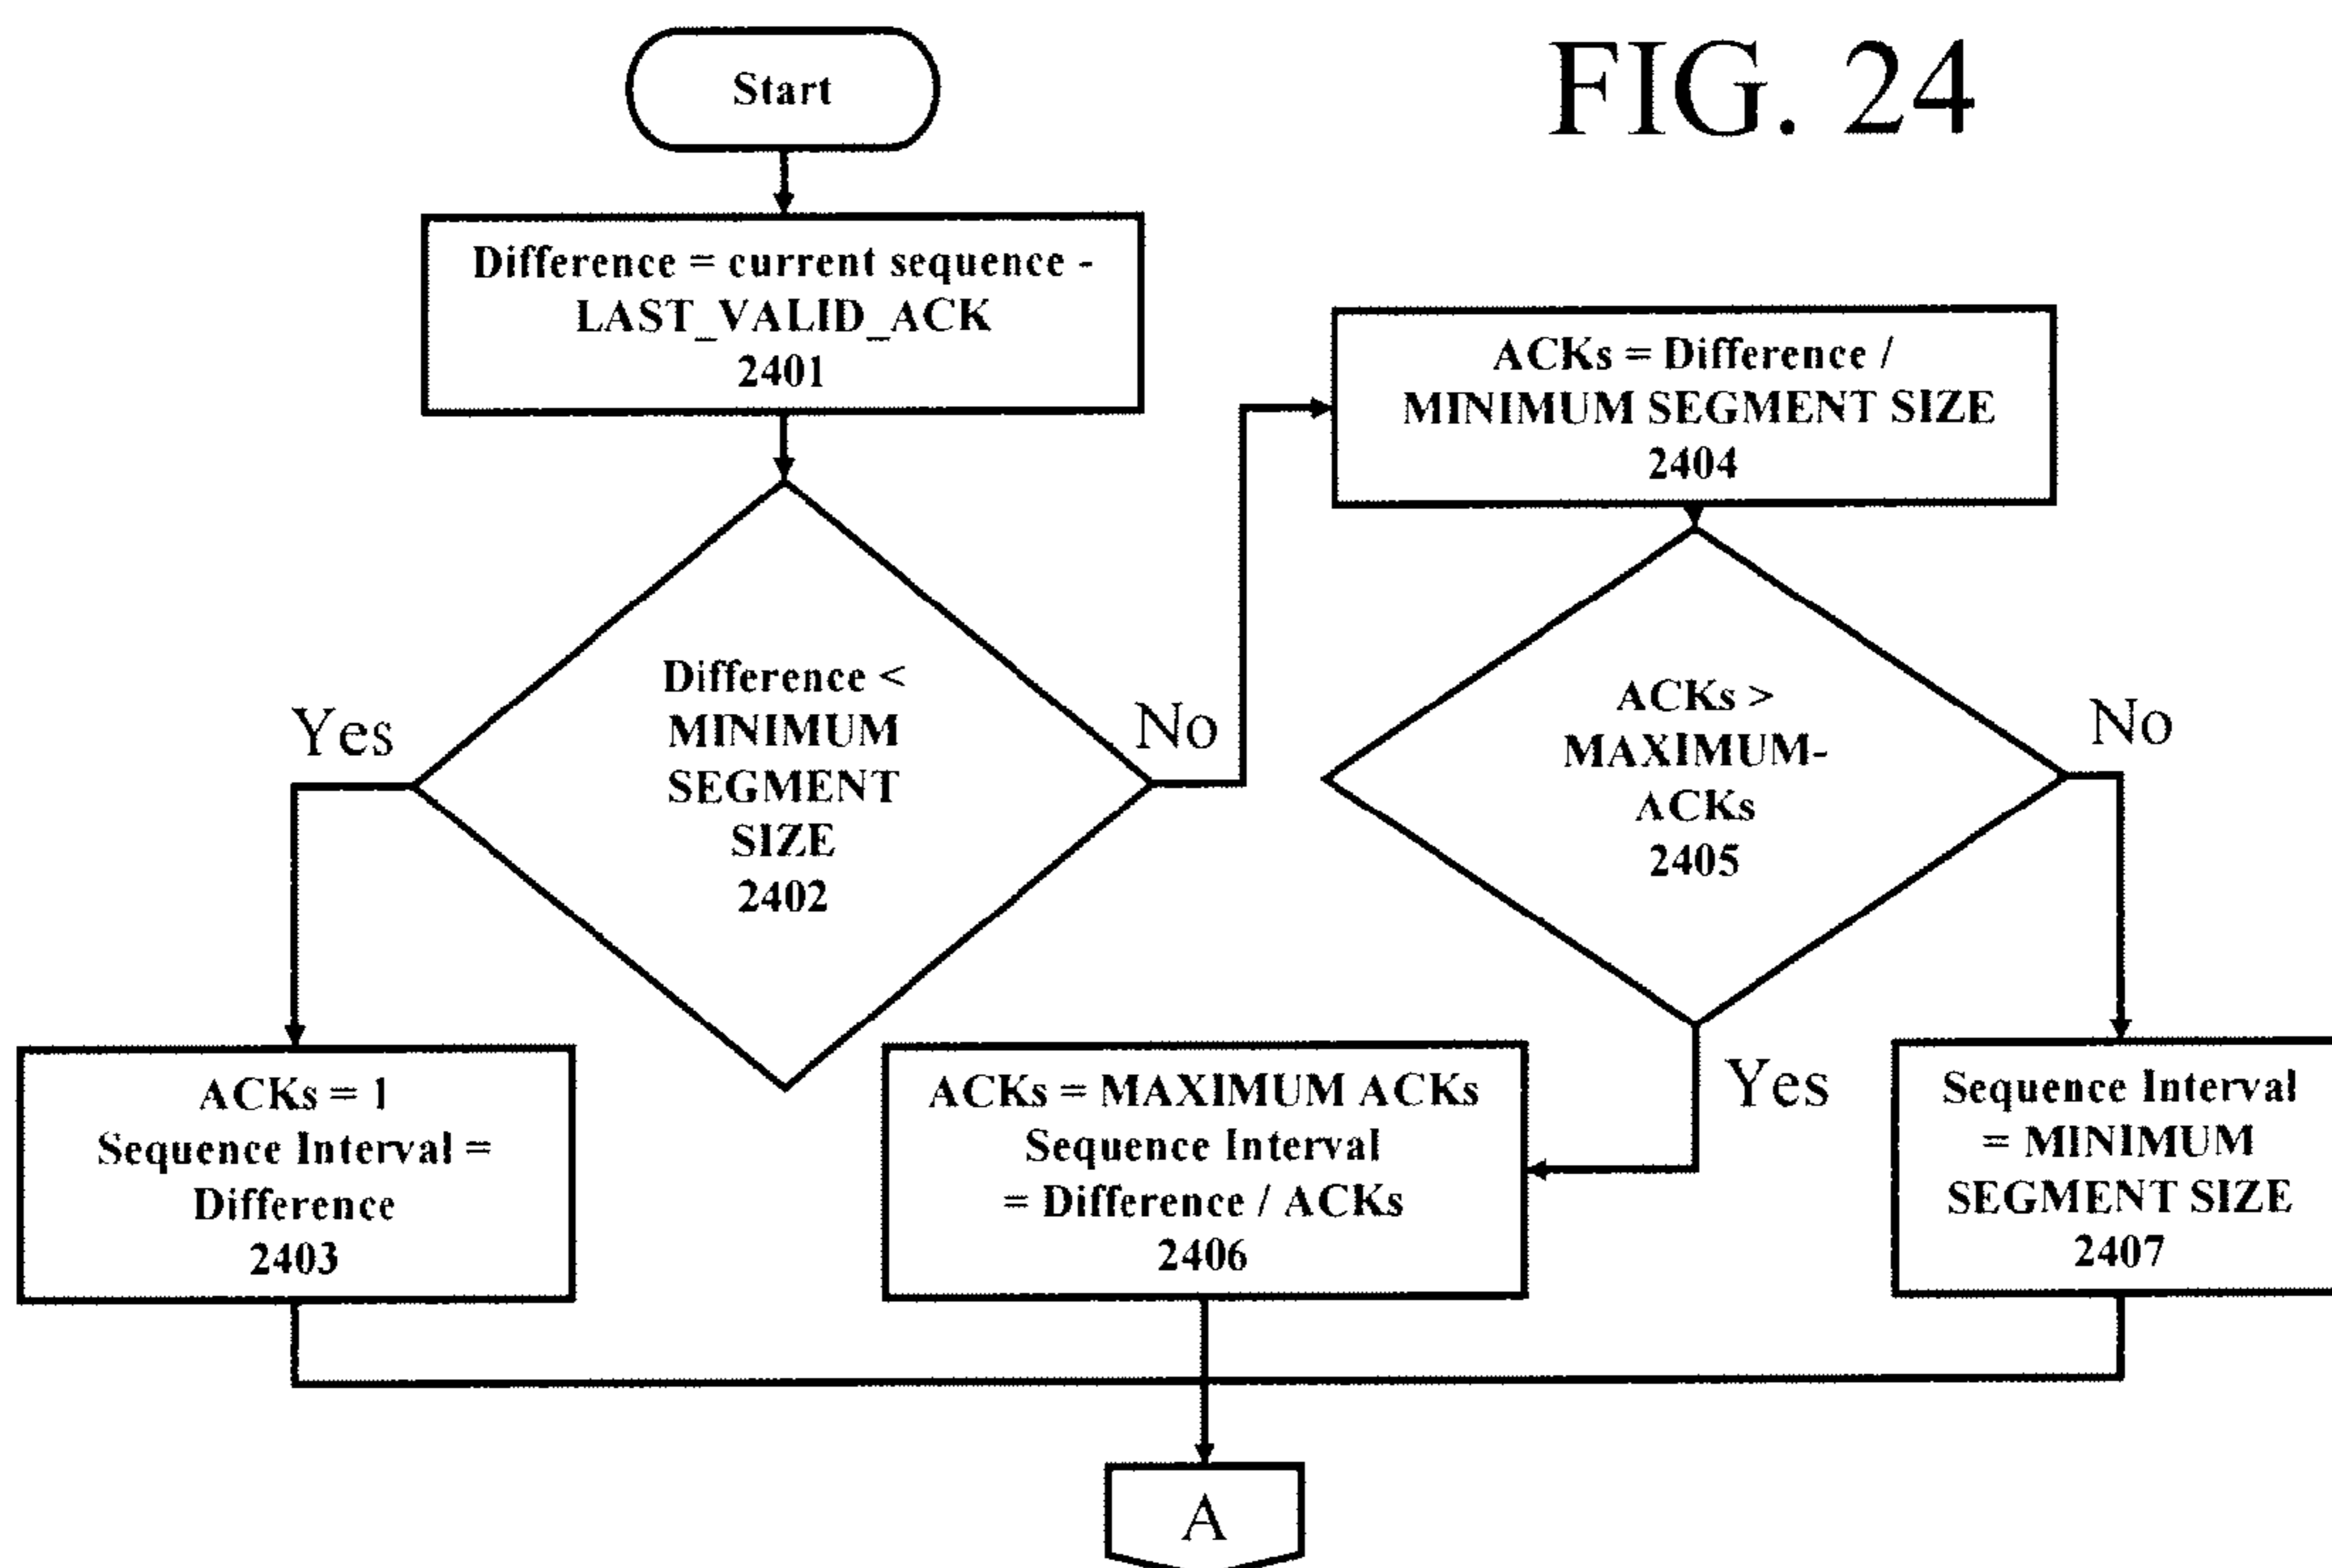 FIG. 24
Start
Difference = current sequence -
LAST_VALID_ACK
2401
Difference <
MINIMUM
SEGMENT
SIZE
2402
Yes
No
ACKs = 1
Sequence Interval =
Difference
2403
ACKs = Difference /
MINIMUM SEGMENT SIZE
2404
ACKs >
MAXIMUM-
ACKs
2405
Yes
No
ACKs = MAXIMUM ACKs
Sequence Interval
= Difference / ACKs
2406
Sequence Interval
= MINIMUM
SEGMENT SIZE
2407
A